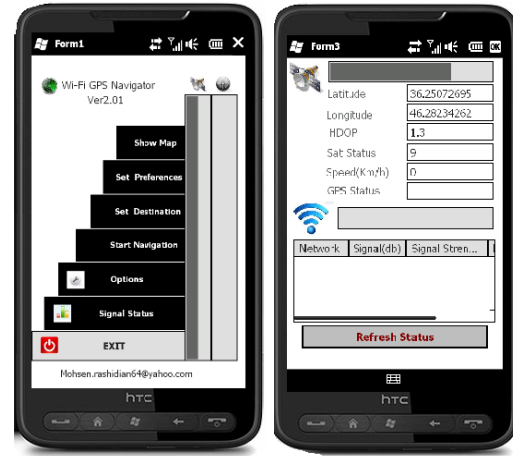 Form1
Wi-Fi GPS Navigator
Ver2.01
Show Map
Set Preferences
Set Destination
Start Navigation
Options
Signal Status
EXIT
Mohsen.rashidian64@yahoo.com
hTC
Form3
OK
Latitude 36.25072695
Longitude 46.28234262
HDOP 1.3
Sat Status 9
Speed(Km/h) 0
GPS Status
Network Signal(db) Signal Stren...
Refresh Status
hTC